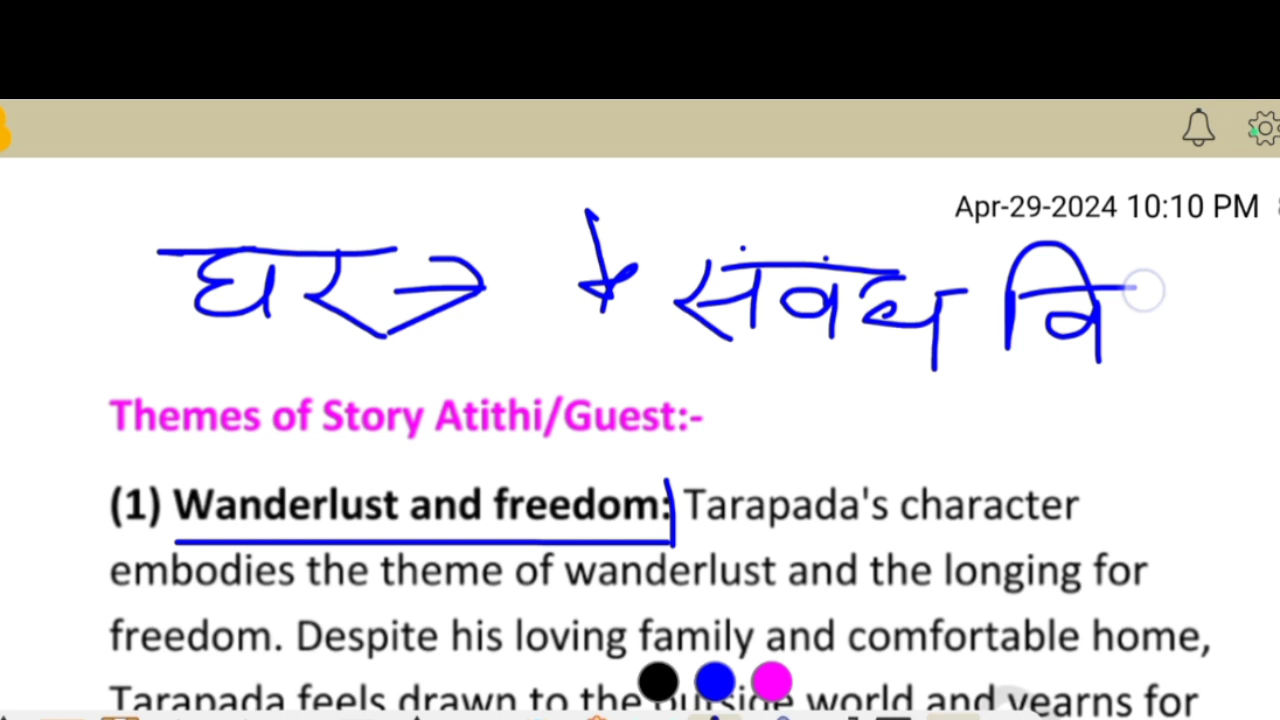 Apr-29-2024 10:10 PM
घर संबंध वि
Themes of Story Atithi/Guest:-
(1) Wanderlust and freedom: Tarapada's character
embodies the theme of wanderlust and the longing for
freedom. Despite his loving family and comfortable home,
Tarapada feels drawn to the outside world and yearns for